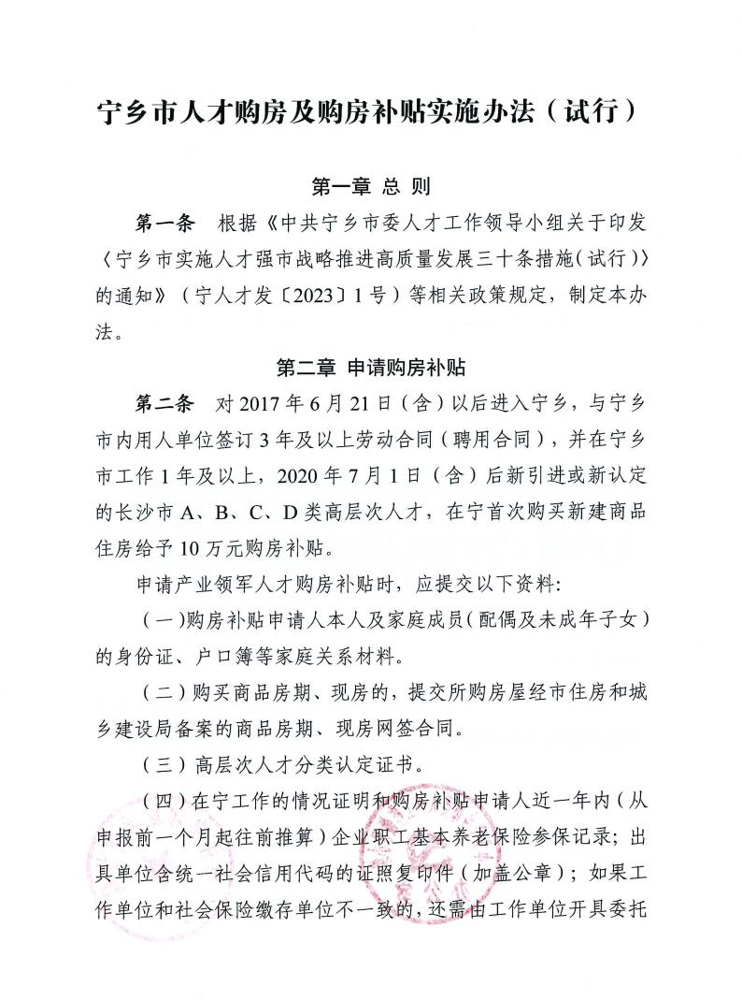 宁乡市人才购房及购房补贴实施办法（试行）
第一章 总 则
第一条 根据《中共宁乡市委人才工作领导小组关于印发
〈宁乡市实施人才强市战略推进高质量发展三十条措施（试行）〉
的通知》（宁人才发〔2023〕1 号）等相关政策规定，制定本办
法。
第二章 申请购房补贴
第二条 对 2017 年 6 月 21 日（含）以后进入宁乡，与宁乡
市内用人单位签订 3 年及以上劳动合同（聘用合同），并在宁乡
市工作 1 年及以上，2020 年 7 月 1 日（含）后新引进或新认定
的长沙市 A、B、C、D 类高层次人才，在宁首次购买新建商品
住房给予 10 万元购房补贴。
申请产业领军人才购房补贴时，应提交以下资料：
（一）购房补贴申请人本人及家庭成员（配偶及未成年子女）
的身份证、户口簿等家庭关系材料。
（二）购买商品房期、现房的，提交所购房屋经市住房和城
乡建设局备案的商品房期、现房网签合同。
（三）高层次人才分类认定证书。
（四）在宁工作的情况证明和购房补贴申请人近一年内（从
申报前一个月起往前推算）企业职工基本养老保险参保记录；出
具单位含统一社会信用代码的证照复印件（加盖公章）；如果工
作单位和社会保险缴存单位不一致的，还需由工作单位开具委托